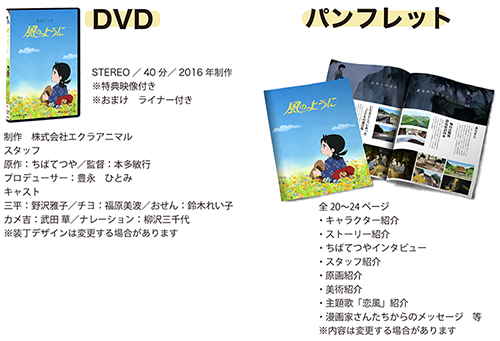 DVD
風のように
STEREO ／ 40 分／ 2016 年制作
※特典映像付き
※おまけ　ライナー付き
制作　株式会社エクラアニマル
スタッフ
原作：ちばてつや／監督：本多敏行
プロデューサー：豊永　ひとみ
キャスト
三平：野沢雅子／チヨ：福原美波／おせん：鈴木れい子
カメ吉：武田 華／ナレーション：柳沢三千代
※装丁デザインは変更する場合があります
パンフレット
風のように
全 20〜24 ページ
・キャラクター紹介
・ストーリー紹介
・ちばてつやインタビュー
・スタッフ紹介
・原画紹介
・美術紹介
・主題歌「恋風」紹介
・漫画家さんたちからのメッセージ　等
※内容は変更する場合があります